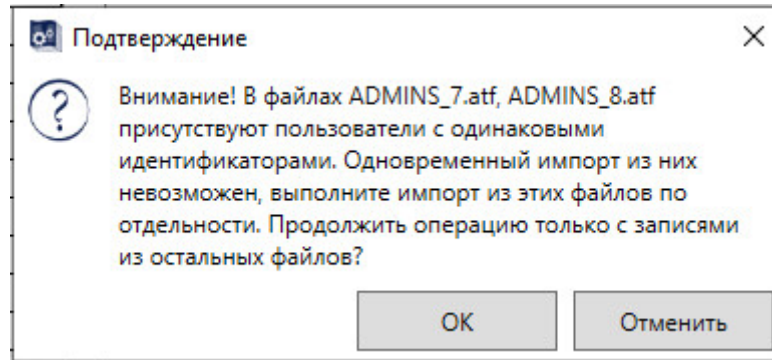 Подтверждение
Внимание! В файлах ADMINS_7.atf, ADMINS_8.atf
присутствуют пользователи с одинаковыми
идентификаторами. Одновременный импорт из них
невозможен, выполните импорт из этих файлов по
отдельности. Продолжить операцию только с записями
из остальных файлов?
ОК
Отменить